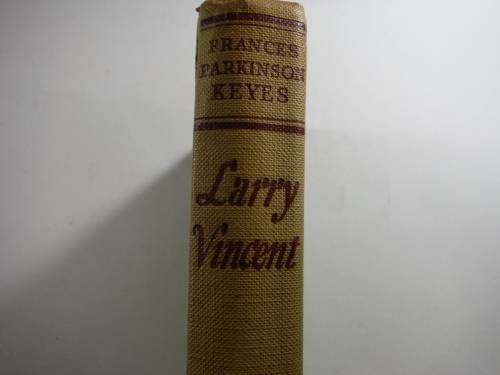 FRANCES
PARKINSON
KEYES
Larry
Vincent